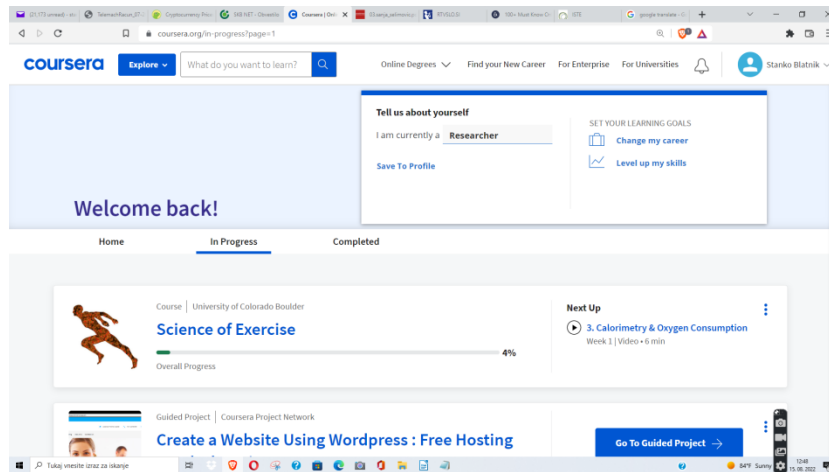 Coursera | Onli
coursera.org/in-progress?page=1
coursera
Explore
What do you want to learn?
Online Degrees
Find your New Career
For Enterprise
For Universities
Stanko Blatnik
Tell us about yourself
I am currently a Researcher
Save To Profile
SET YOUR LEARNING GOALS
Change my career
Level up my skills
Welcome back!
Home
In Progress
Completed
Course | University of Colorado Boulder
Science of Exercise
4%
Overall Progress
Next Up
3. Calorimetry & Oxygen Consumption
Week 1 | Video • 6 min
Guided Project | Coursera Project Network
Create a Website Using Wordpress : Free Hosting
Go To Guided Project →
Tukaj vnesite izraz za iskanje
84°F Sunny
12:48
15. 08. 2022